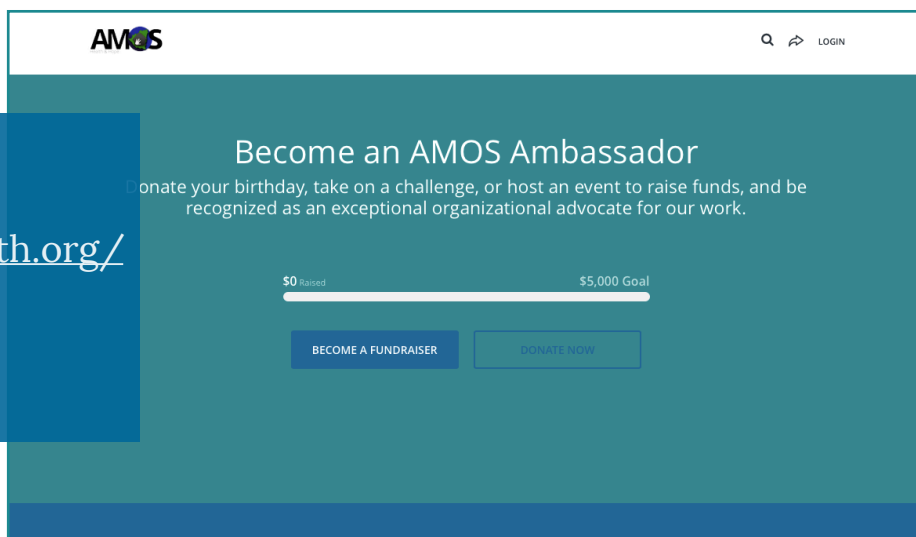 AMOS
LOGIN
Become an AMOS Ambassador
Donate your birthday, take on a challenge, or host an event to raise funds, and be
recognized as an exceptional organizational advocate for our work.
th.org/
$0 Raised
$5,000 Goal
BECOME A FUNDRAISER
DONATE NOW